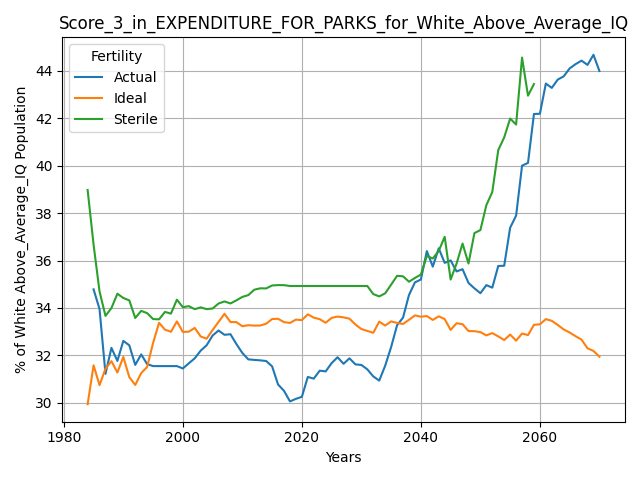 Score_3_in_EXPENDITURE_FOR_PARKS_for_White_Above_Average_IQ
Fertility
Actual
Ideal
Sterile
% of White Above_Average_IQ Population
44
42
40
38
36
34
32
30
1980
2000
2020
2040
2060
Years